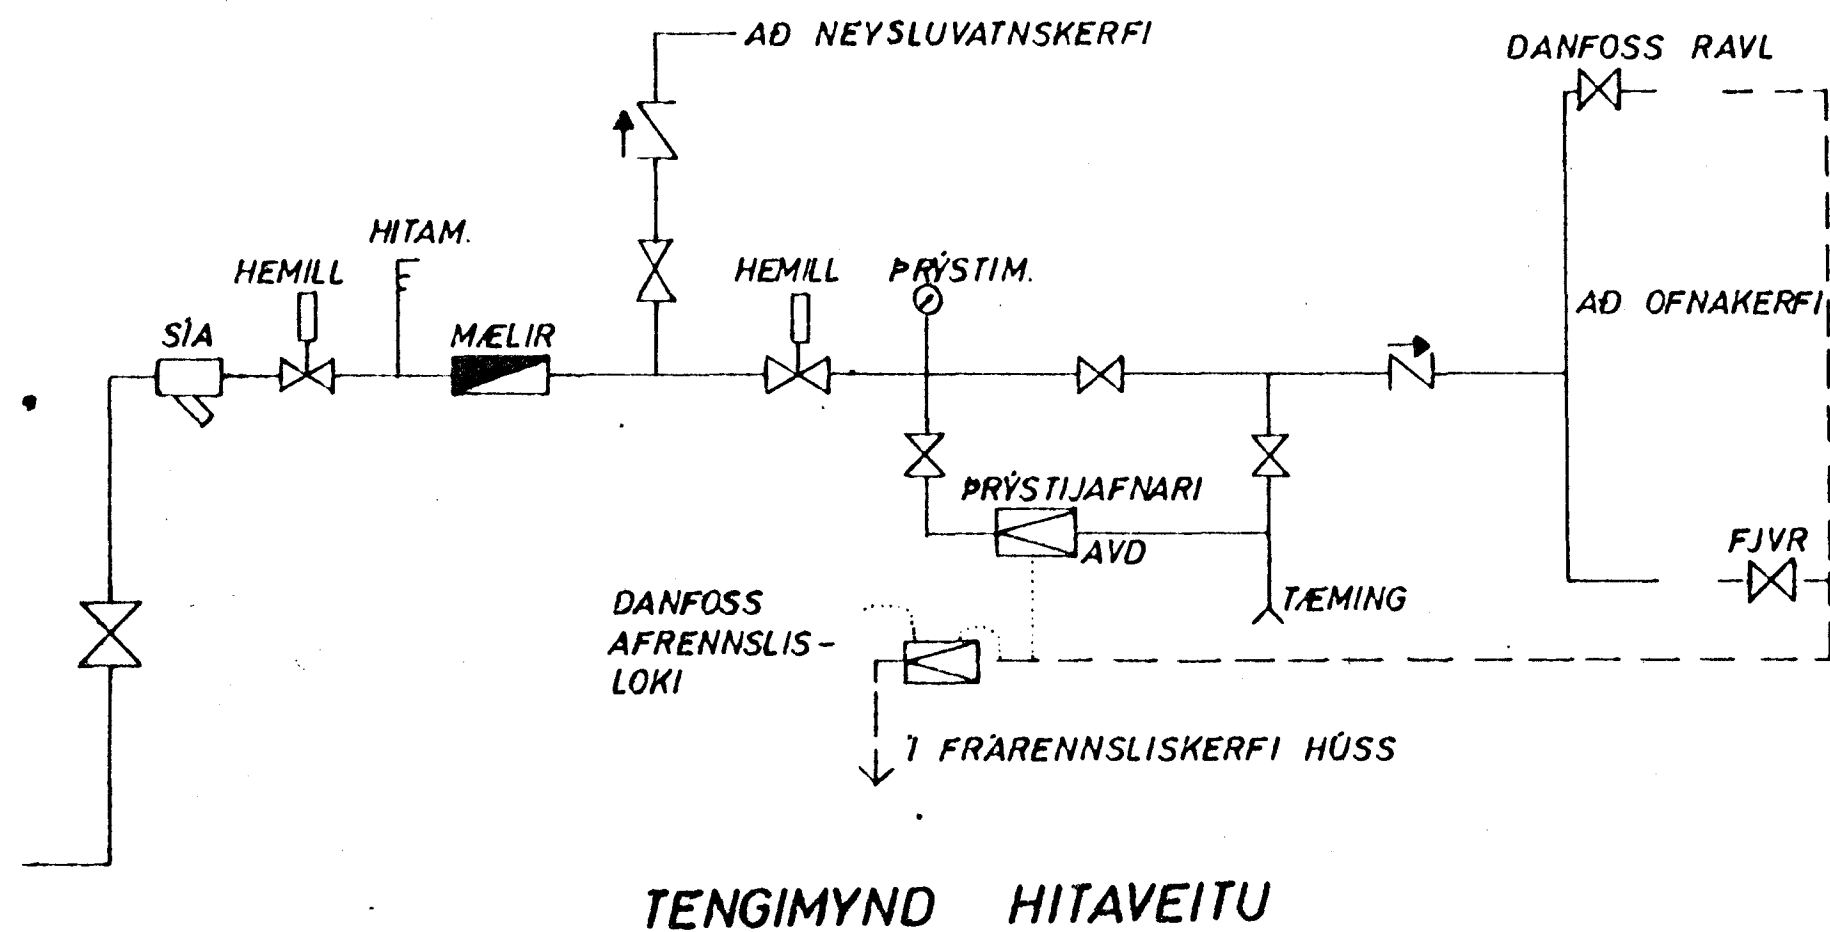 AÐ NEYSLUVATNSKERFI
DANFOSS RAVL
HITAM.
HEMILL
HEMILL
ÞRÝSTIM.
AÐ OFNAKERFI
SÍA
MÆLIR
ÞRÝSTIJAFNARI
AVD
FJVR
DANFOSS
AFRENNSLIS-
LOKI
TÆMING
Í FRÁRENNSLISKERFI HÚSS
TENGIMYND HITAVEITU